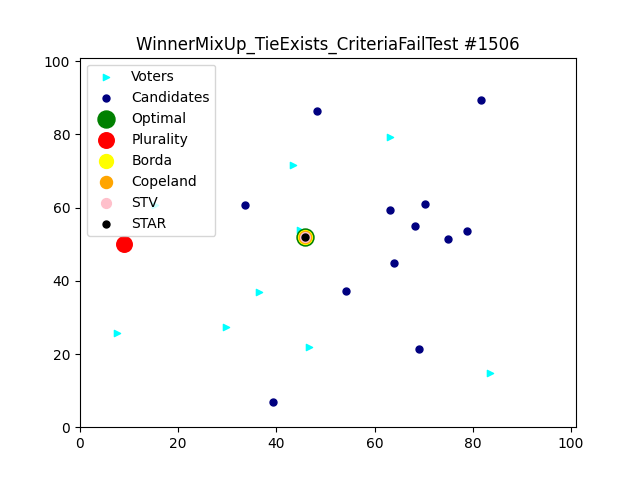 WinnerMixUp_TieExists_CriteriaFailTest #1506
Voters
Candidates
Optimal
Plurality
Borda
Copeland
STV
STAR
100
80
60
40
20
0
0 20 40 60 80 100